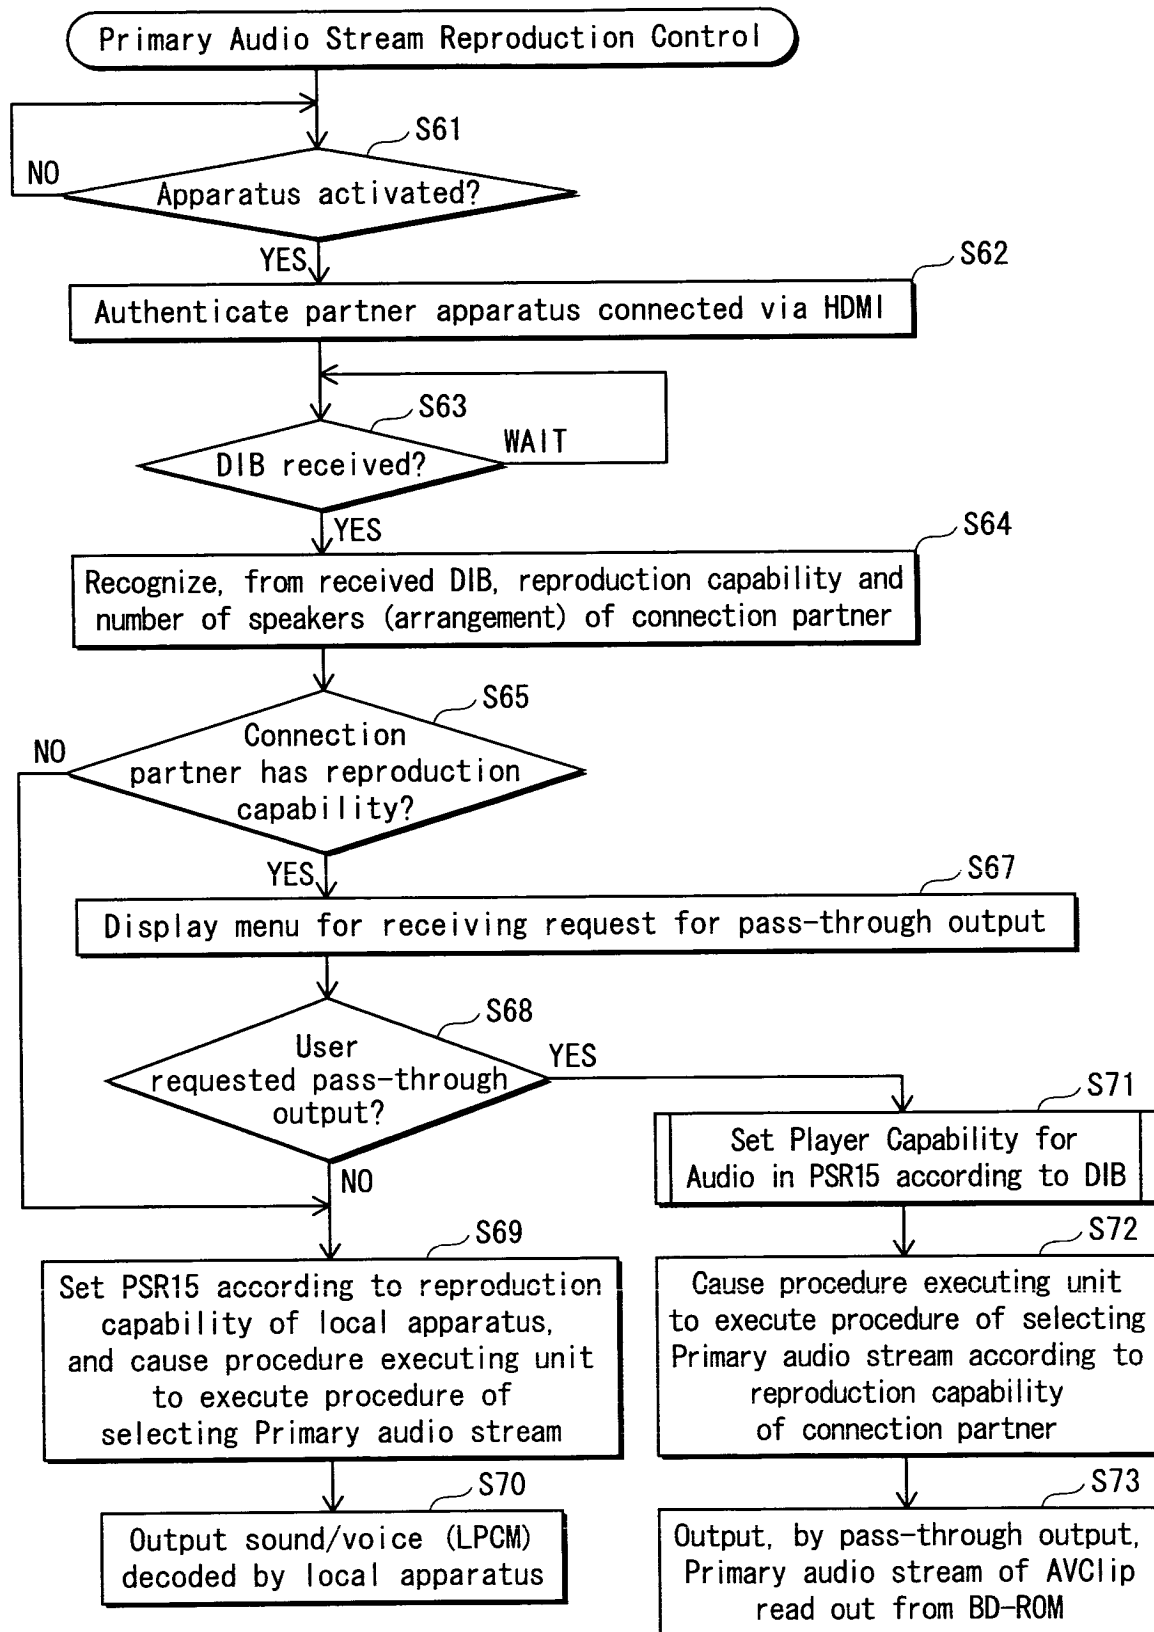 Primary Audio Stream Reproduction Control
S61
NO
Apparatus activated?
YES
S62
Authenticate partner apparatus connected via HDMI
S63
WAIT
DIB received?
YES
S64
Recognize, from received DIB, reproduction capability and
number of speakers (arrangement) of connection partner
S65
NO
Connection
partner has reproduction
capability?
YES
S67
Display menu for receiving request for pass-through output
S68
User
requested pass-through
output?
YES
NO
S71
Set Player Capability for
Audio in PSR15 according to DIB
S69
Set PSR15 according to reproduction
capability of local apparatus,
and cause procedure executing unit
to execute procedure of
selecting Primary audio stream
S72
Cause procedure executing unit
to execute procedure of selecting
Primary audio stream according to
reproduction capability
of connection partner
S70
Output sound/voice (LPCM)
decoded by local apparatus
S73
Output, by pass-through output,
Primary audio stream of AVClip
read out from BD-ROM